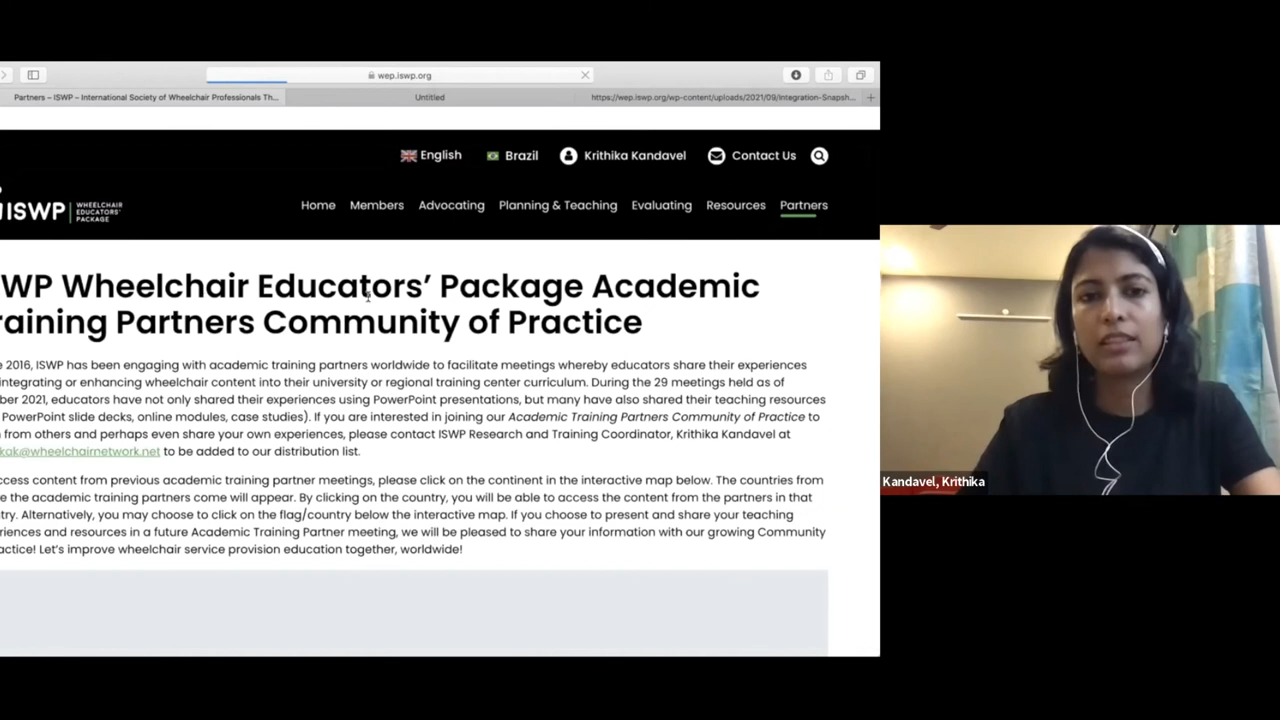 wep.iswp.org
Partners – ISWP – International Society of Wheelchair Professionals Th...
Untitled
https://wep.iswp.org/wp-content/uploads/2021/09/Integration-Snapsh...
English
Brazil
Krithika Kandavel
Contact Us
ISWP
WHEELCHAIR
EDUCATORS'
PACKAGE
Home
Members
Advocating
Planning & Teaching
Evaluating
Resources
Partners
WP Wheelchair Educators’ Package Academic
raining Partners Community of Practice
e 2016, ISWP has been engaging with academic training partners worldwide to facilitate meetings whereby educators share their experiences
integrating or enhancing wheelchair content into their university or regional training center curriculum. During the 29 meetings held as of
ber 2021, educators have not only shared their experiences using PowerPoint presentations, but many have also shared their teaching resources
PowerPoint slide decks, online modules, case studies). If you are interested in joining our Academic Training Partners Community of Practice to
from others and perhaps even share your own experiences, please contact ISWP Research and Training Coordinator, Krithika Kandavel at
kak@wheelchairnetwork.net to be added to our distribution list.
ccess content from previous academic training partner meetings, please click on the continent in the interactive map below. The countries from
e the academic training partners come will appear. By clicking on the country, you will be able to access the content from the partners in that
try. Alternatively, you may choose to click on the flag/country below the interactive map. If you choose to present and share your teaching
riences and resources in a future Academic Training Partner meeting, we will be pleased to share your information with our growing Community
actice! Let’s improve wheelchair service provision education together, worldwide!
Kandavel, Krithika